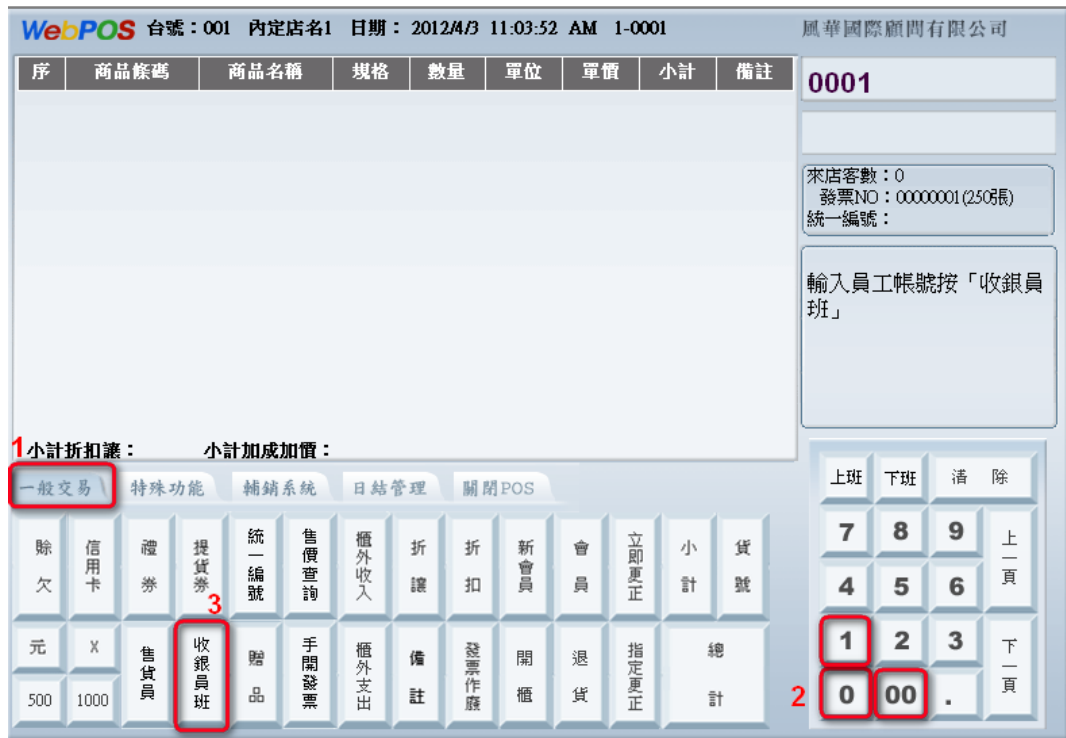 WebPOS 台號：001 內定店名1 日期：2012/4/3 11:03:52 AM 1-0001
風華國際顧問有限公司
序 商品條碼 商品名稱 規格 數量 單位 單價 小計 備註
0001
來店客數：0
發票NO：00000001(250張)
統一編號：
輸入員工帳號按「收銀員
班」
1
小計折扣讓： 小計加成加價：
一般交易 特殊功能 輔銷系統 日結管理 關閉POS
賒欠 信用卡 禮券 提貨券 統一編號 售價查詢 櫃外收入 折讓 折扣 新會員 會員 立即更正 小計 貨號
3
元 X 售貨員 收銀員班 贈品 手開發票 櫃外支出 備註 發票作廢 開櫃 退貨 指定更正 總計
500 1000
上班 下班 清除
7 8 9 上一頁
4 5 6
1 2 3 下一頁
2
0 00 .